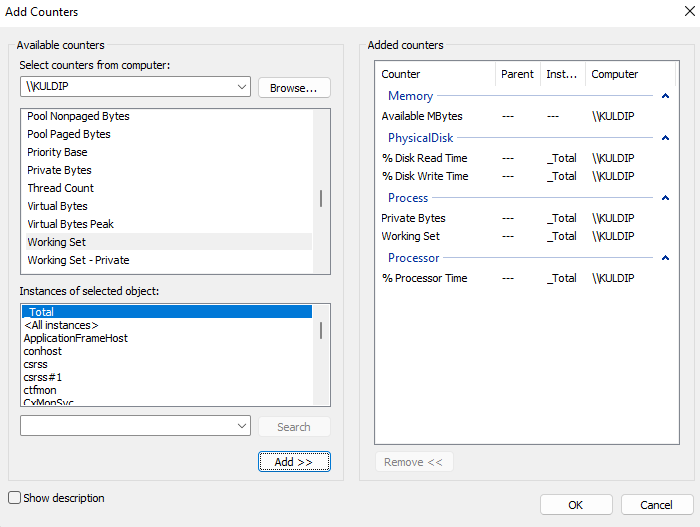 Add Counters
Available counters
Select counters from computer:
\\KULDIP
Browse...
Pool Nonpaged Bytes
Pool Paged Bytes
Priority Base
Private Bytes
Thread Count
Virtual Bytes
Virtual Bytes Peak
Working Set
Working Set - Private
Instances of selected object:
_Total
<All instances>
ApplicationFrameHost
conhost
csrss
csrss#1
ctfmon
CxMonSvc
Search
Add >>
Show description
Added counters
Counter Parent Inst... Computer
Memory
Available MBytes --- --- \\KULDIP
PhysicalDisk
% Disk Read Time --- _Total \\KULDIP
% Disk Write Time --- _Total \\KULDIP
Process
Private Bytes --- _Total \\KULDIP
Working Set --- _Total \\KULDIP
Processor
% Processor Time --- _Total \\KULDIP
Remove <<
OK
Cancel